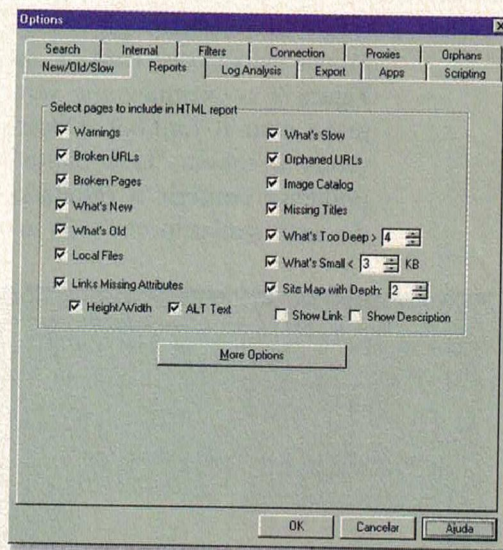 Options
Search Internal Filters Connection Proxies Orphans
New/Old/Slow Reports Log Analysis Export Apps Scripting
Select pages to include in HTML report
Warnings
Broken URLs
Broken Pages
What's New
What's Old
Local Files
Links Missing Attributes
Height/Width ALT Text
What's Slow
Orphaned URLs
Image Catalog
Missing Titles
What's Too Deep > 4
What's Small < 3 KB
Site Map with Depth: 2
Show Link Show Description
More Options
OK Cancelar Ajuda